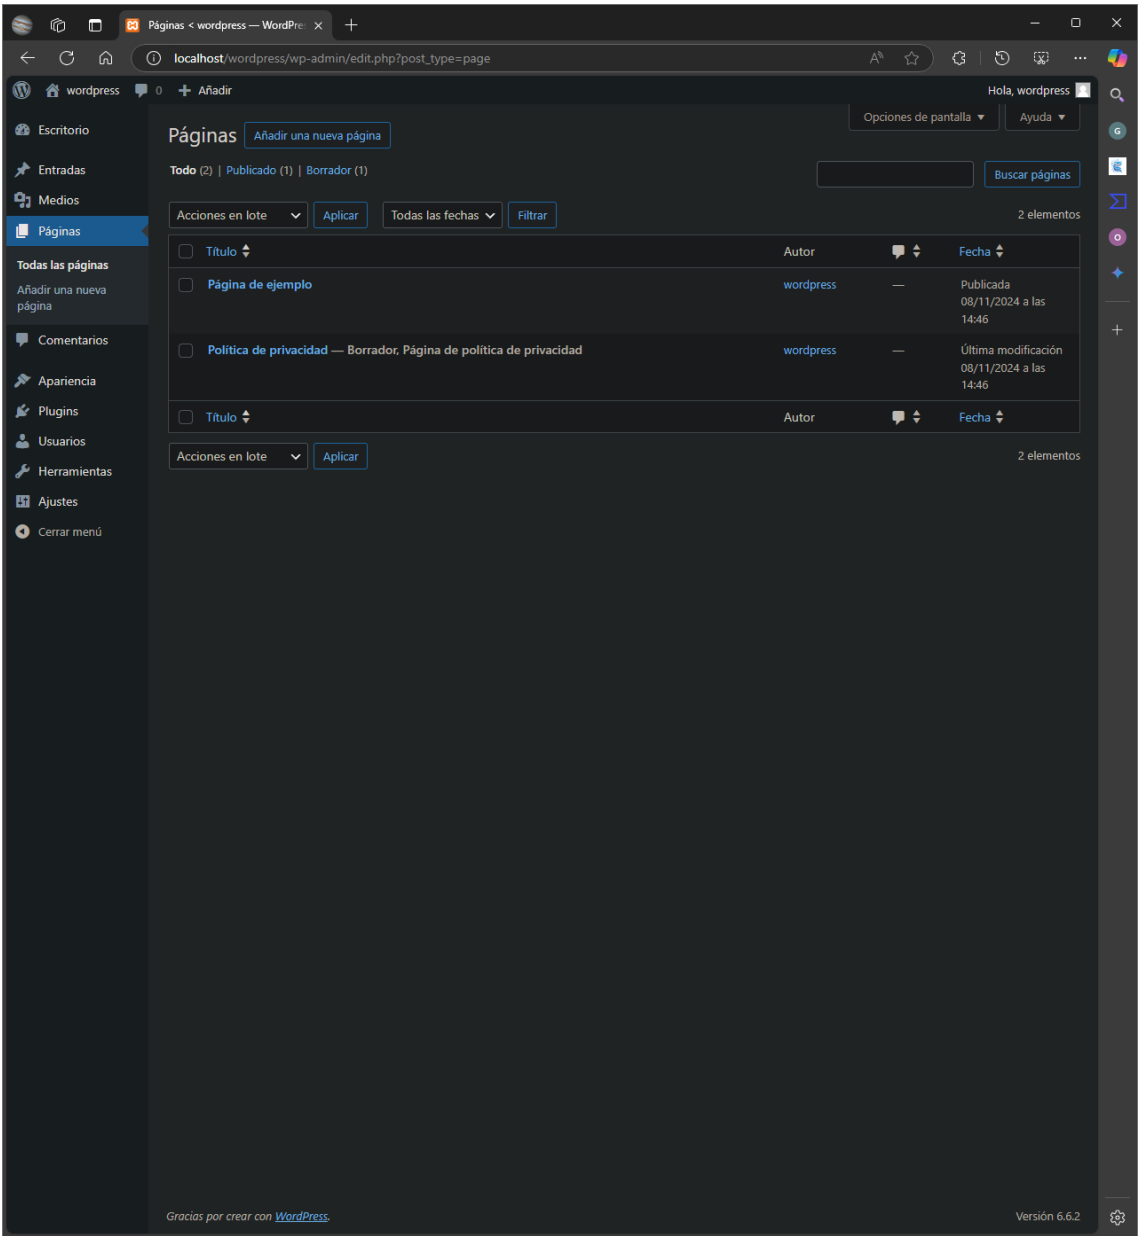 Páginas < wordpress — WordPre
localhost/wordpress/wp-admin/edit.php?post_type=page
wordpress 0 Añadir
Hola, wordpress
Escritorio
Entradas
Medios
Páginas
Todas las páginas
Añadir una nueva
página
Comentarios
Apariencia
Plugins
Usuarios
Herramientas
Ajustes
Cerrar menú
Opciones de pantalla ▼ Ayuda ▼
Páginas Añadir una nueva página
Todo (2) | Publicado (1) | Borrador (1)
Buscar páginas
Acciones en lote Aplicar Todas las fechas Filtrar 2 elementos
Título Autor Fecha
Página de ejemplo wordpress — Publicada
08/11/2024 a las
14:46
Política de privacidad — Borrador, Página de política de privacidad wordpress — Última modificación
08/11/2024 a las
14:46
Título Autor Fecha
Acciones en lote Aplicar 2 elementos
Gracias por crear con WordPress. Versión 6.6.2
G
O